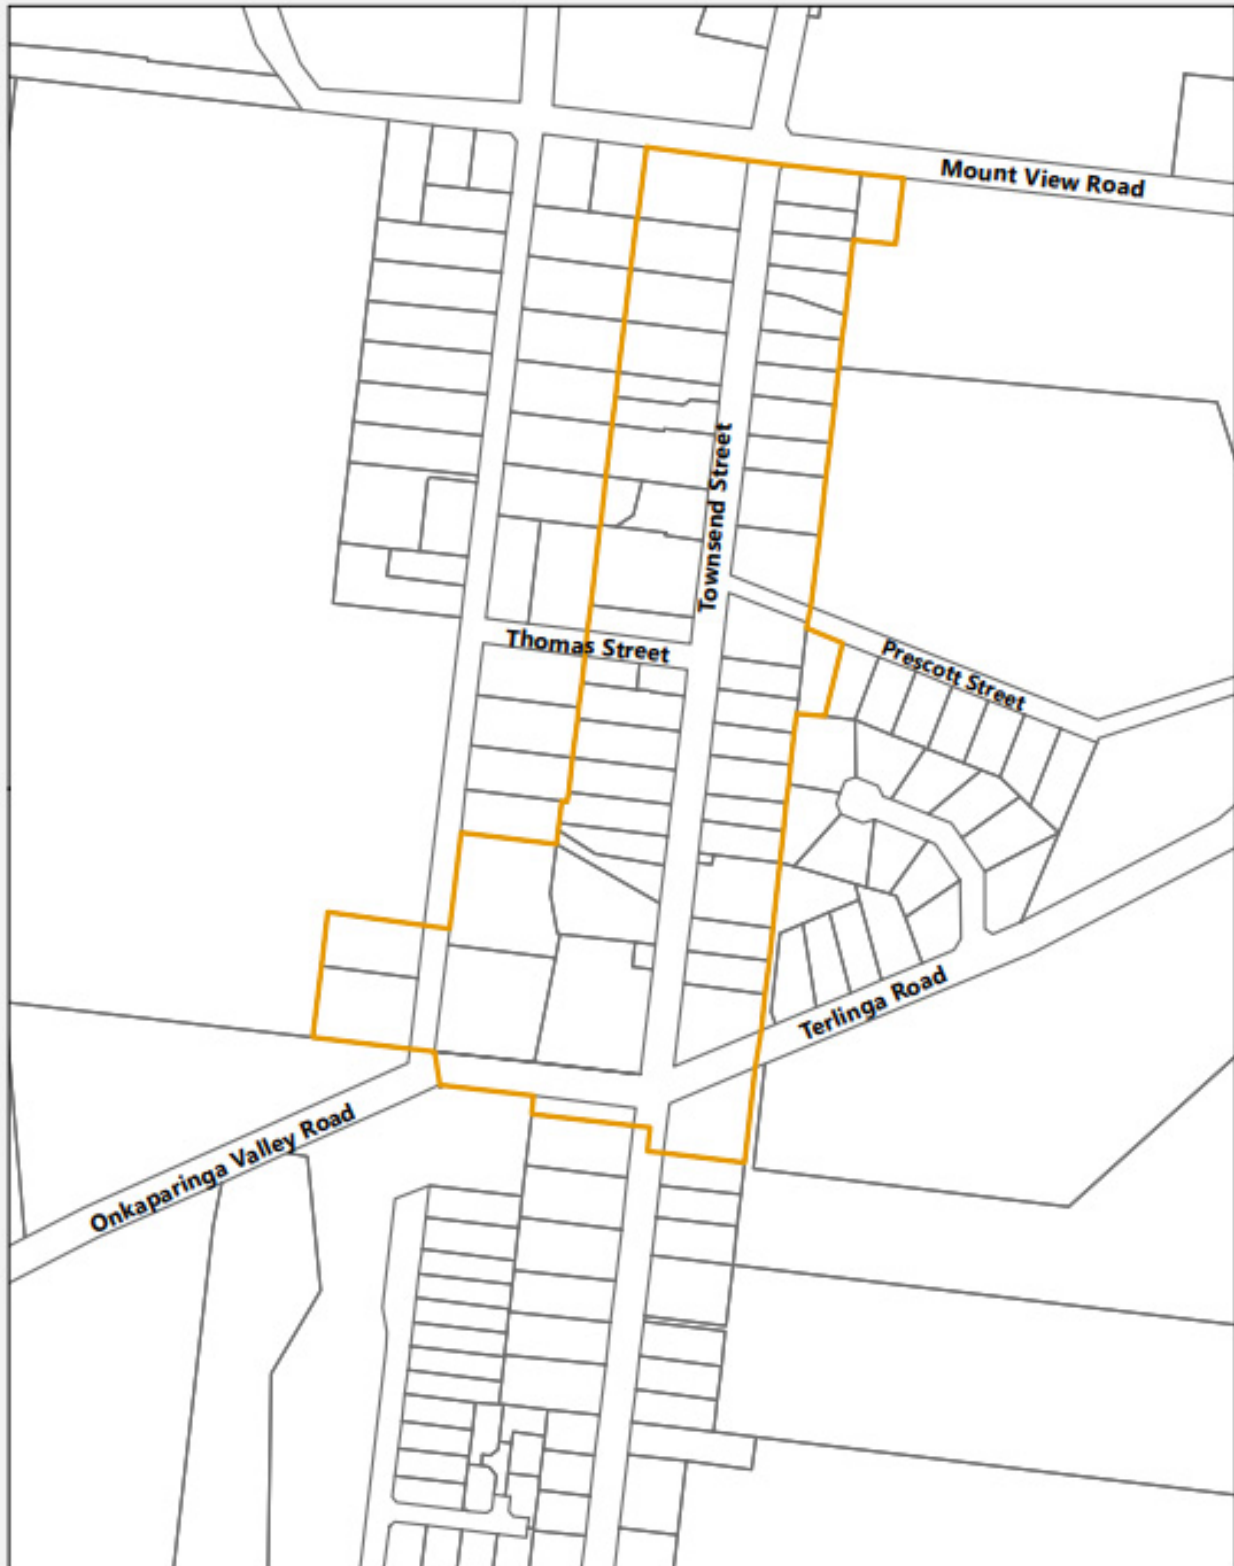 Mount View Road
Townsend Street
Thomas Street
Prescott Street
Terlinga Road
Onkaparinga Valley Road